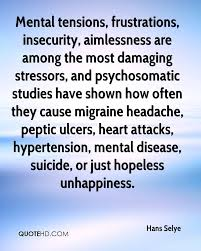 Mental tensions, frustrations,
insecurity, aimlessness are
among the most damaging
stressors, and psychosomatic
studies have shown how often
they cause migraine headache,
peptic ulcers, heart attacks,
hypertension, mental disease,
suicide, or just hopeless
unhappiness.
Hans Selye
QUOTEHD.COM